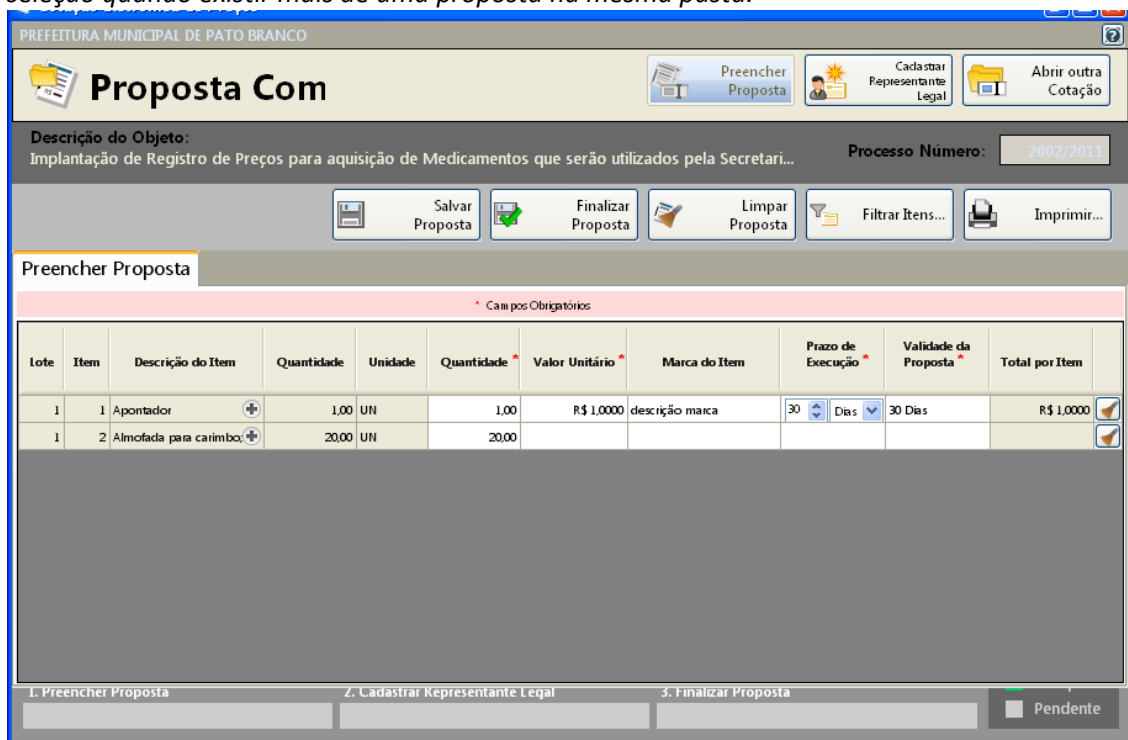 seleção quando existir mais de uma proposta na mesma pasta.
PREFEITURA MUNICIPAL DE PATO BRANCO
Proposta Com
Preencher
Proposta
Cadastrar
Representante
Legal
Abrir outra
Cotação
Descrição do Objeto:
Implantação de Registro de Preços para aquisição de Medicamentos que serão utilizados pela Secretari...
Processo Número: 2002/2011
Salvar
Proposta
Finalizar
Proposta
Limpar
Proposta
Filtrar Itens...
Imprimir...
Preencher Proposta
* Campos Obrigatórios
Lote Item Descrição do Item Quantidade Unidade Quantidade * Valor Unitário * Marca do Item Prazo de Execução * Validade da Proposta * Total por Item
1 1 Apontador 1,00 UN 1,00 R$ 1,0000 descrição marca 30 Dias 30 Dias R$ 1,0000
1 2 Almofada para carimbo; 20,00 UN 20,00
1. Preencher Proposta 2. Cadastrar Representante Legal 3. Finalizar Proposta
Pendente